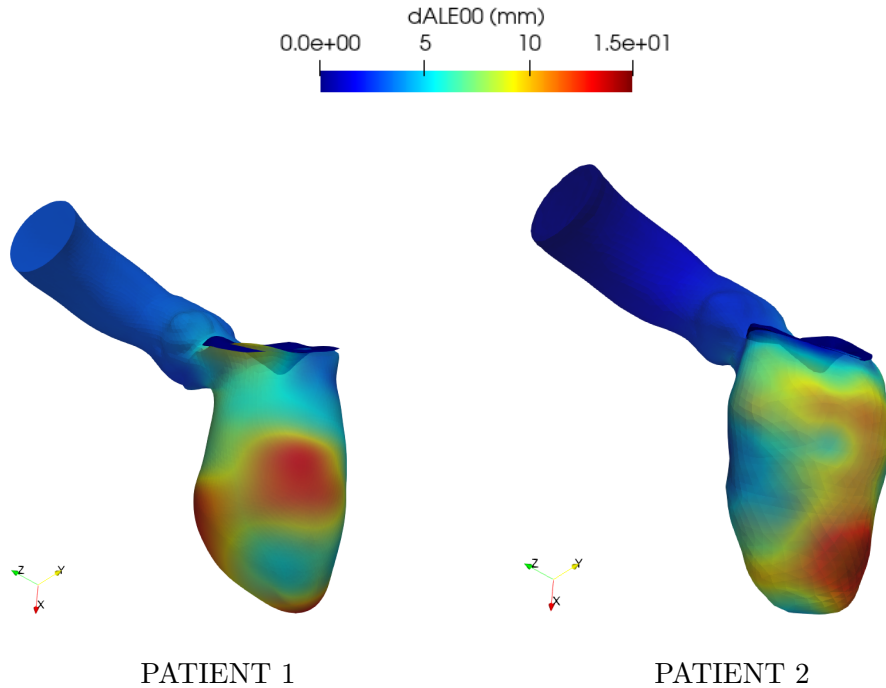 dALE00 (mm)
0.0e+00 5 10 1.5e+01
Z Y Z Y
X X
PATIENT 1 PATIENT 2